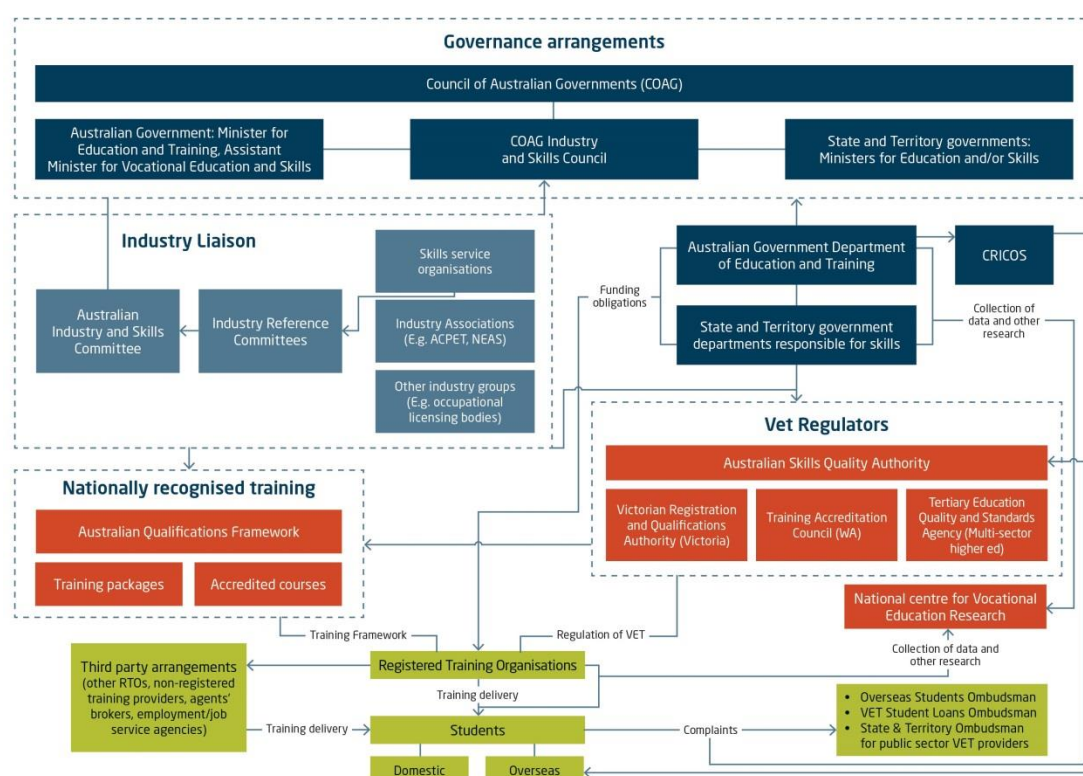 Governance arrangements
Council of Australian Governments (COAG)
Australian Government: Minister for
Education and Training, Assistant
Minister for Vocational Education and Skills
COAG Industry
and Skills Council
State and Territory governments:
Ministers for Education and/or Skills
Industry Liaison
Skills service
organisations
Australian
Industry and Skills
Committee
Industry Reference
Committees
Industry Associations
(E.g. ACPET, NEAS)
Other industry groups
(E.g. occupational
licensing bodies)
Australian Government Department
of Education and Training
CRICOS
Funding
obligations
State and Territory government
departments responsible for skills
Collection of
data and other
research
Vet Regulators
Australian Skills Quality Authority
Victorian Registration
and Qualifications
Authority (Victoria)
Training Accreditation
Council (WA)
Tertiary Education
Quality and Standards
Agency (Multi-sector
higher ed)
Nationally recognised training
Australian Qualifications Framework
Training packages
Accredited courses
National centre for Vocational
Education Research
Training Framework
Regulation of VET
Collection of data and
other research
Third party arrangements
(other RTOs, non-registered
training providers, agents'
brokers, employment/job
service agencies)
Registered Training Organisations
Training delivery
Training delivery
Students
Complaints
• Overseas Students Ombudsman
• VET Student Loans Ombudsman
• State & Territory Ombudsman
for public sector VET providers
Domestic
Overseas